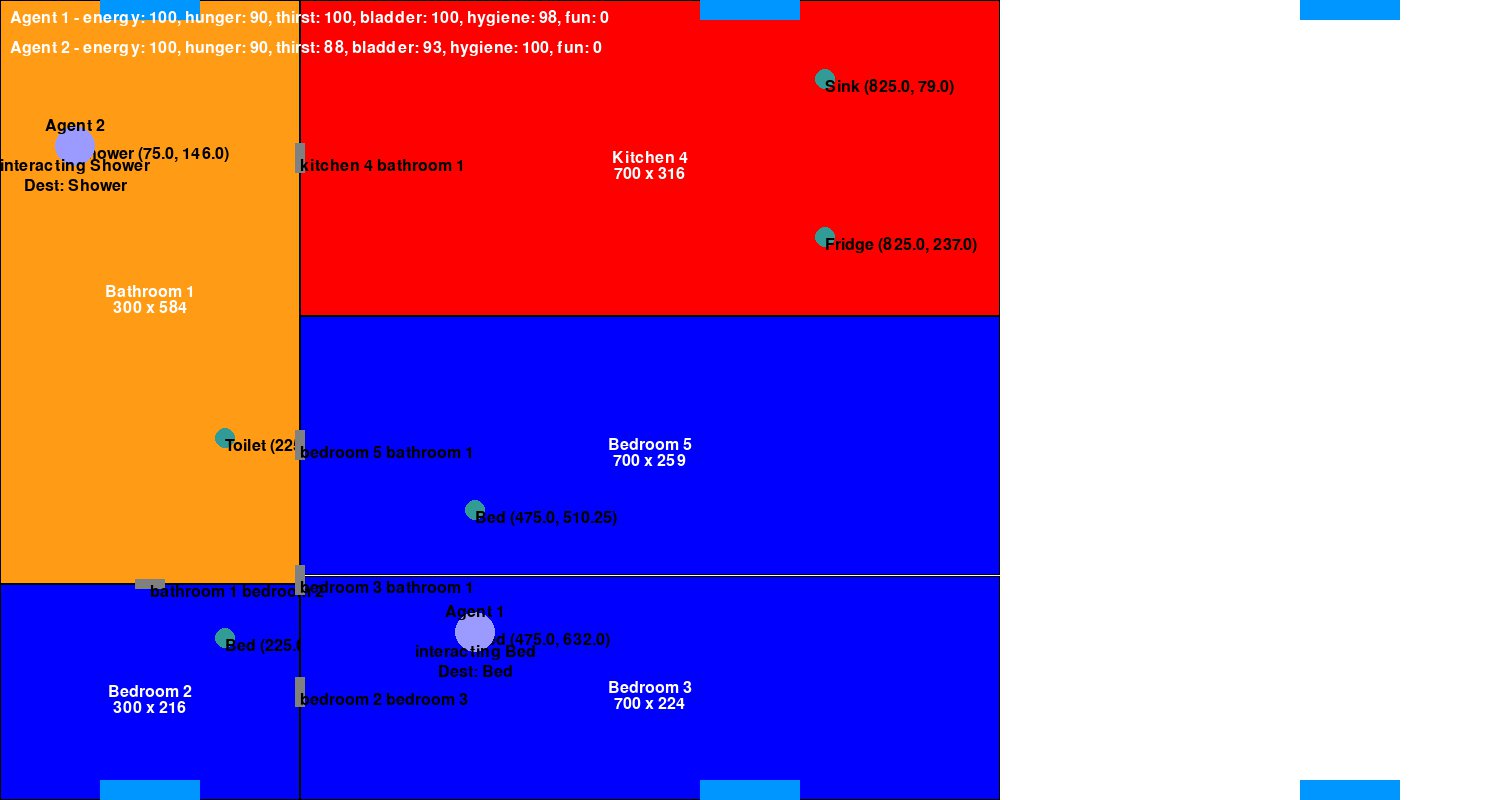 Agent 1 - energy: 100, hunger: 90, thirst: 100, bladder: 100, hygiene: 98, fun: 0
Agent 2 - energy: 100, hunger: 90, thirst: 88, bladder: 93, hygiene: 100, fun: 0
Sink (825.0, 79.0)
Agent 2
(75.0, 146.0)
interacting Shower
Dest: Shower
kitchen 4 bathroom 1
Kitchen 4
700 x 316
Fridge (825.0, 237.0)
Bathroom 1
300 x 584
Toilet (225
bedroom 5 bathroom 1
Bedroom 5
700 x 259
Bed (475.0, 510.25)
bedroom 3 bathroom 1
bathroom 1 bedroom 2
Agent 1
(475.0, 632.0)
interacting Bed
Dest: Bed
Bed (225.
Bedroom 2
300 x 216
bedroom 2 bedroom 3
Bedroom 3
700 x 224